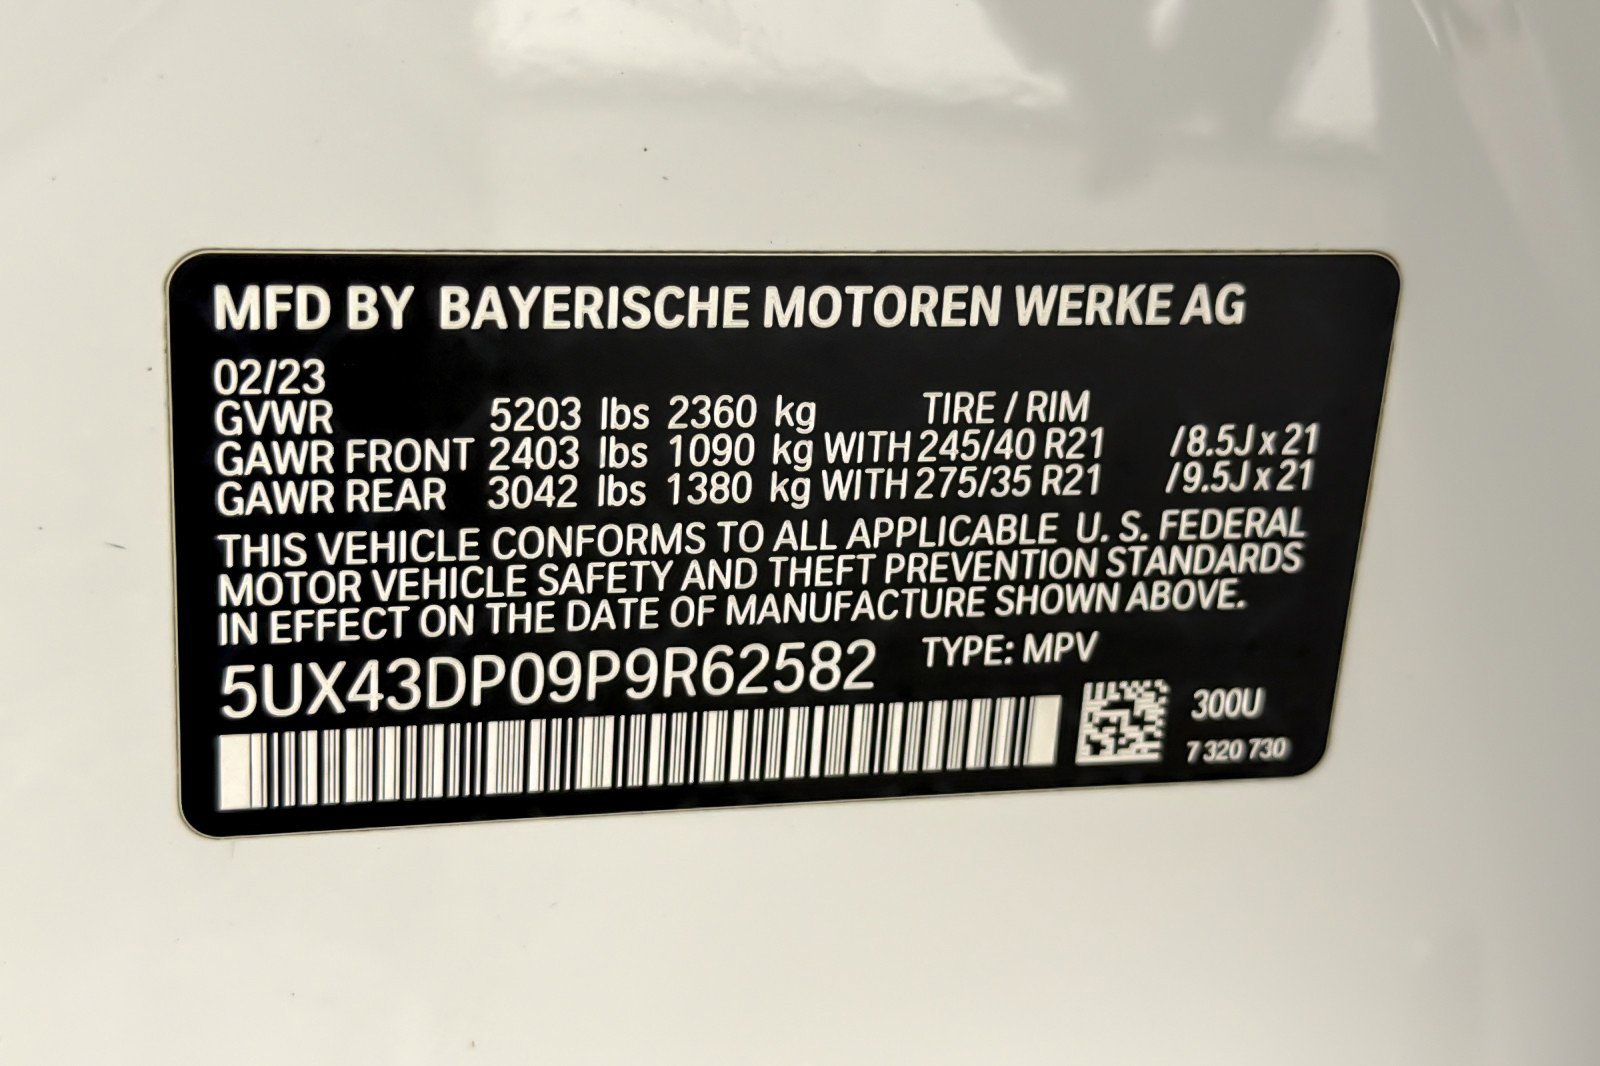 MFD BY BAYERISCHE MOTOREN WERKE AG
02/23
GVWR 5203 lbs 2360 kg TIRE / RIM
GAWR FRONT 2403 lbs 1090 kg WITH 245/40 R21 /8.5J x 21
GAWR REAR 3042 lbs 1380 kg WITH 275/35 R21 /9.5J x 21
THIS VEHICLE CONFORMS TO ALL APPLICABLE U. S. FEDERAL
MOTOR VEHICLE SAFETY AND THEFT PREVENTION STANDARDS
IN EFFECT ON THE DATE OF MANUFACTURE SHOWN ABOVE.
5UX43DP09P9R62582 TYPE: MPV
300U
7 320 730